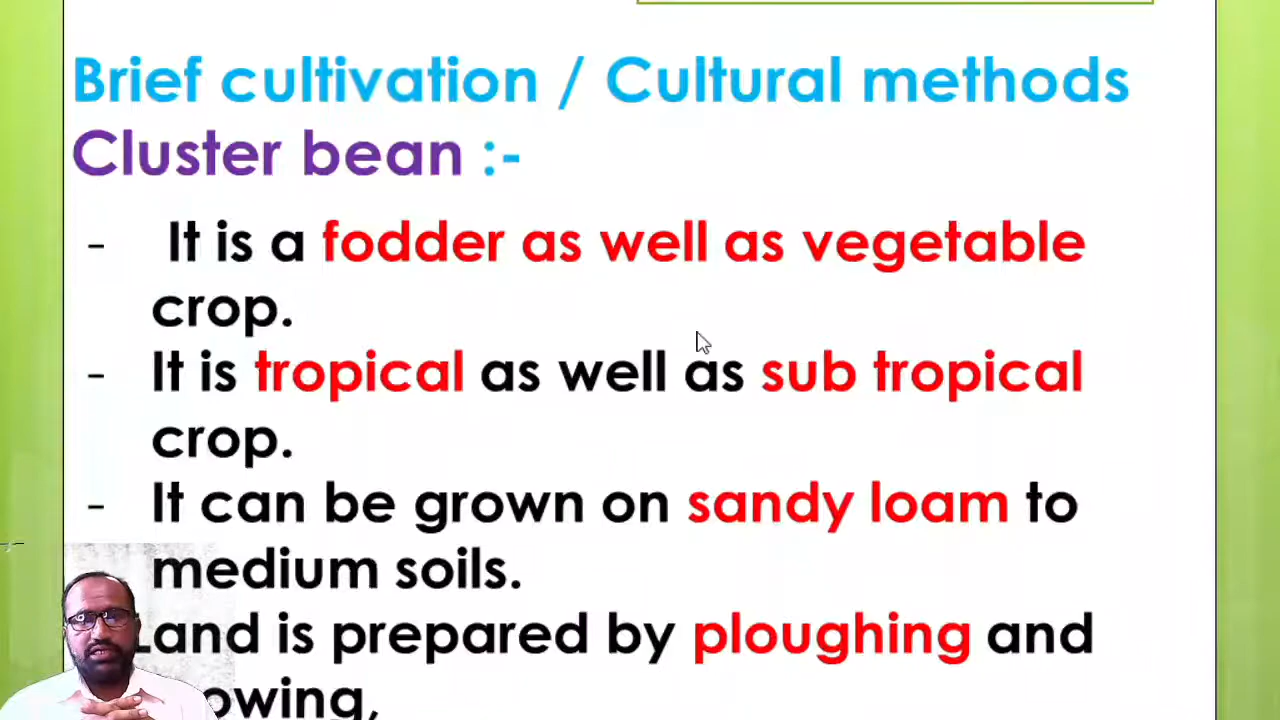 Brief cultivation / Cultural methods
Cluster bean :-
- It is a fodder as well as vegetable
crop.
- It is tropical as well as sub tropical
crop.
- It can be grown on sandy loam to
medium soils.
Land is prepared by ploughing and